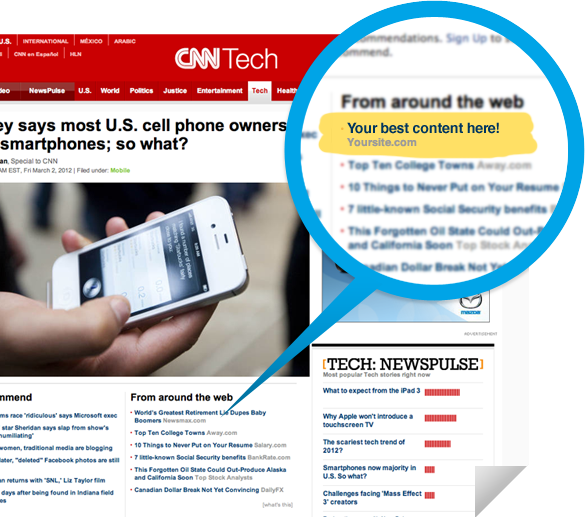 U.S.
INTERNATIONAL
MÉXICO
ARABIC
CNN en Español
HLN
CNN Tech
NewsPulse
U.S.
World
Politics
Justice
Entertainment
Tech
says most U.S. cell phone owners
smartphones; so what?
Special to CNN
AM EST, Fri March 2, 2012 | Filed under: Mobile
Sign Up to
From around the web
Your best content here!
Yoursite.com
Top Ten College Towns Away.com
10 Things to Never Put on Your Resume
7 little-known Social Security benefits
This Forgotten Oil State Could Out-P
and California Soon Top Stock Ana
Canadian Dollar Break Not Yet
mazda
ADVERTISEMENT
From around the web
World's Greatest Retirement Lie Dupes Baby
Boomers Newsmax.com
Top Ten College Towns Away.com
10 Things to Never Put on Your Resume Salary.com
7 little-known Social Security benefits BankRate.com
This Forgotten Oil State Could Out-Produce Alaska
and California Soon Top Stock Analysts
Canadian Dollar Break Not Yet Convincing DailyFX
[what's this]
race 'ridiculous' says Microsoft exec
star Sheridan says slap from show's
humiliating'
women, traditional media are blogging
later, "deleted" Facebook photos are still
returns with 'SNL,' Liz Taylor film
days after being found in Indiana field
[TECH: NEWSPULSE]
Most popular Tech stories right now
What to expect from the iPad 3
Why Apple won't introduce a
touchscreen TV
The scariest tech trend of
2012?
Smartphones now majority in
U.S. So what?
Challenges facing 'Mass Effect
3' creators